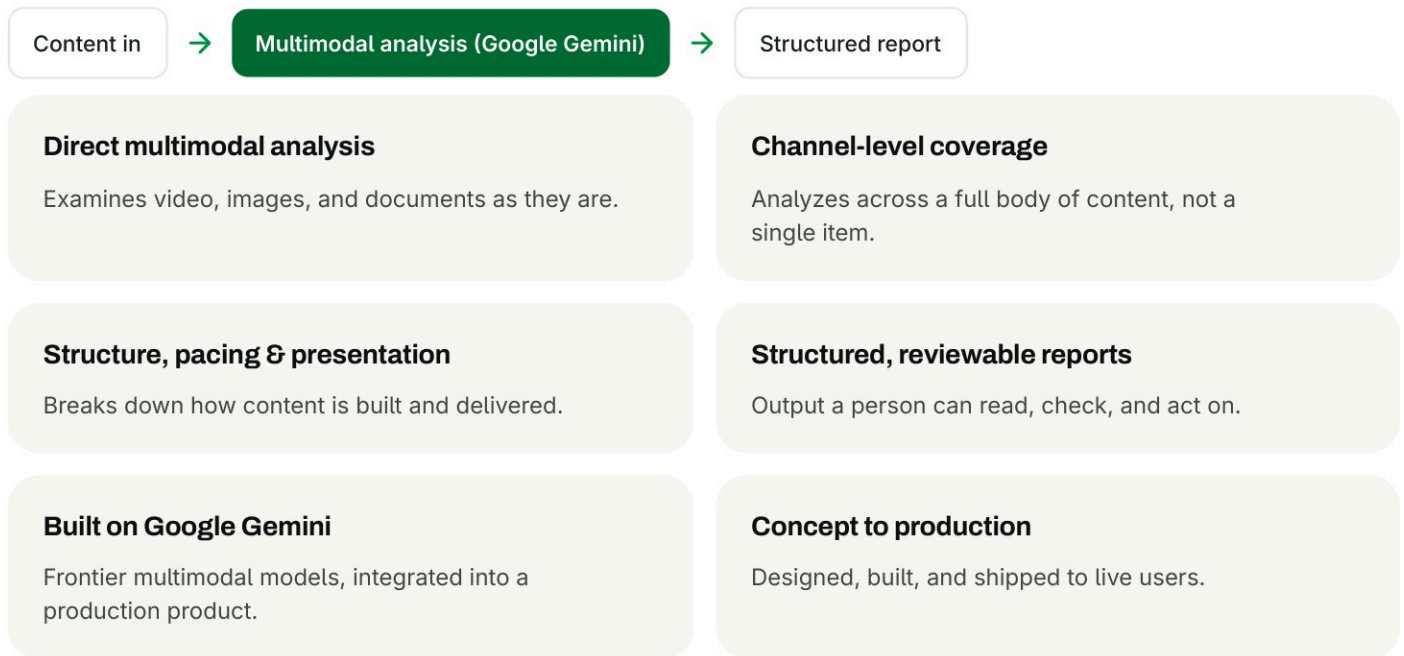 Content in → Multimodal analysis (Google Gemini) → Structured report
Direct multimodal analysis
Examines video, images, and documents as they are.
Channel-level coverage
Analyzes across a full body of content, not a
single item.
Structure, pacing & presentation
Breaks down how content is built and delivered.
Structured, reviewable reports
Output a person can read, check, and act on.
Built on Google Gemini
Frontier multimodal models, integrated into a
production product.
Concept to production
Designed, built, and shipped to live users.